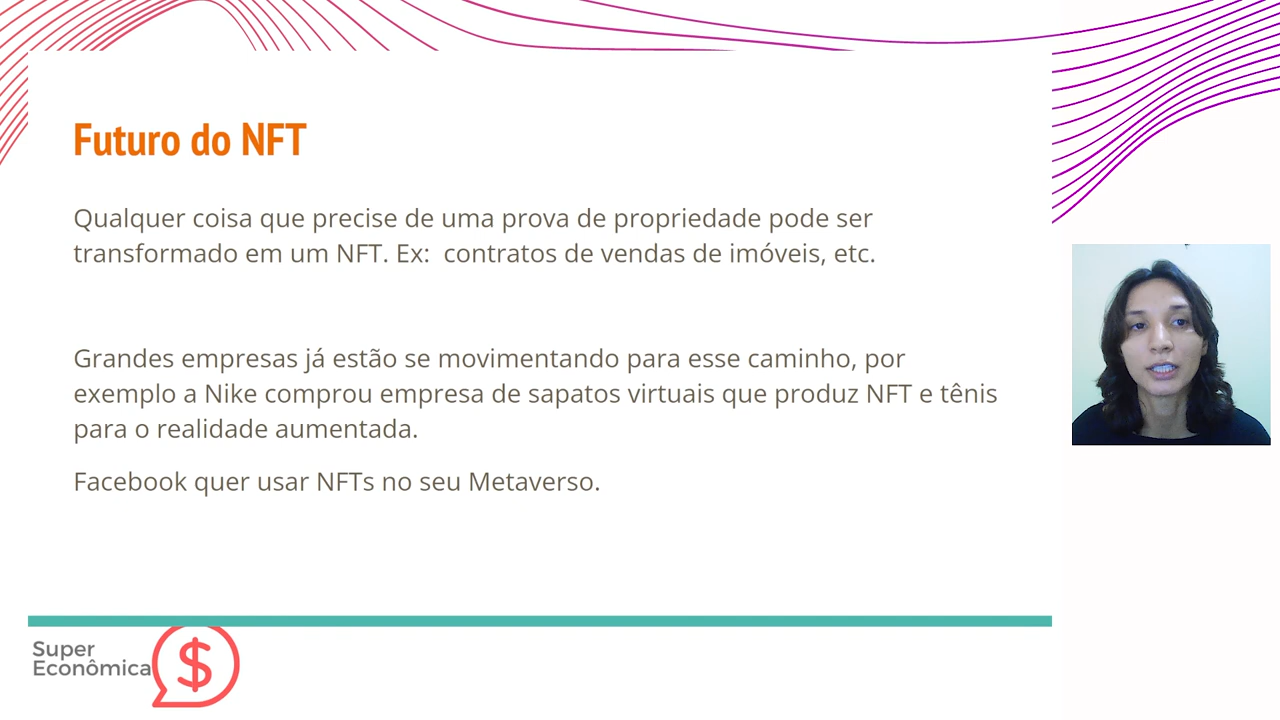 Futuro do NFT
Qualquer coisa que precise de uma prova de propriedade pode ser
transformado em um NFT. Ex:  contratos de vendas de imóveis, etc.
Grandes empresas já estão se movimentando para esse caminho, por
exemplo a Nike comprou empresa de sapatos virtuais que produz NFT e tênis
para o realidade aumentada.
Facebook quer usar NFTs no seu Metaverso.
Super
Econômica
$